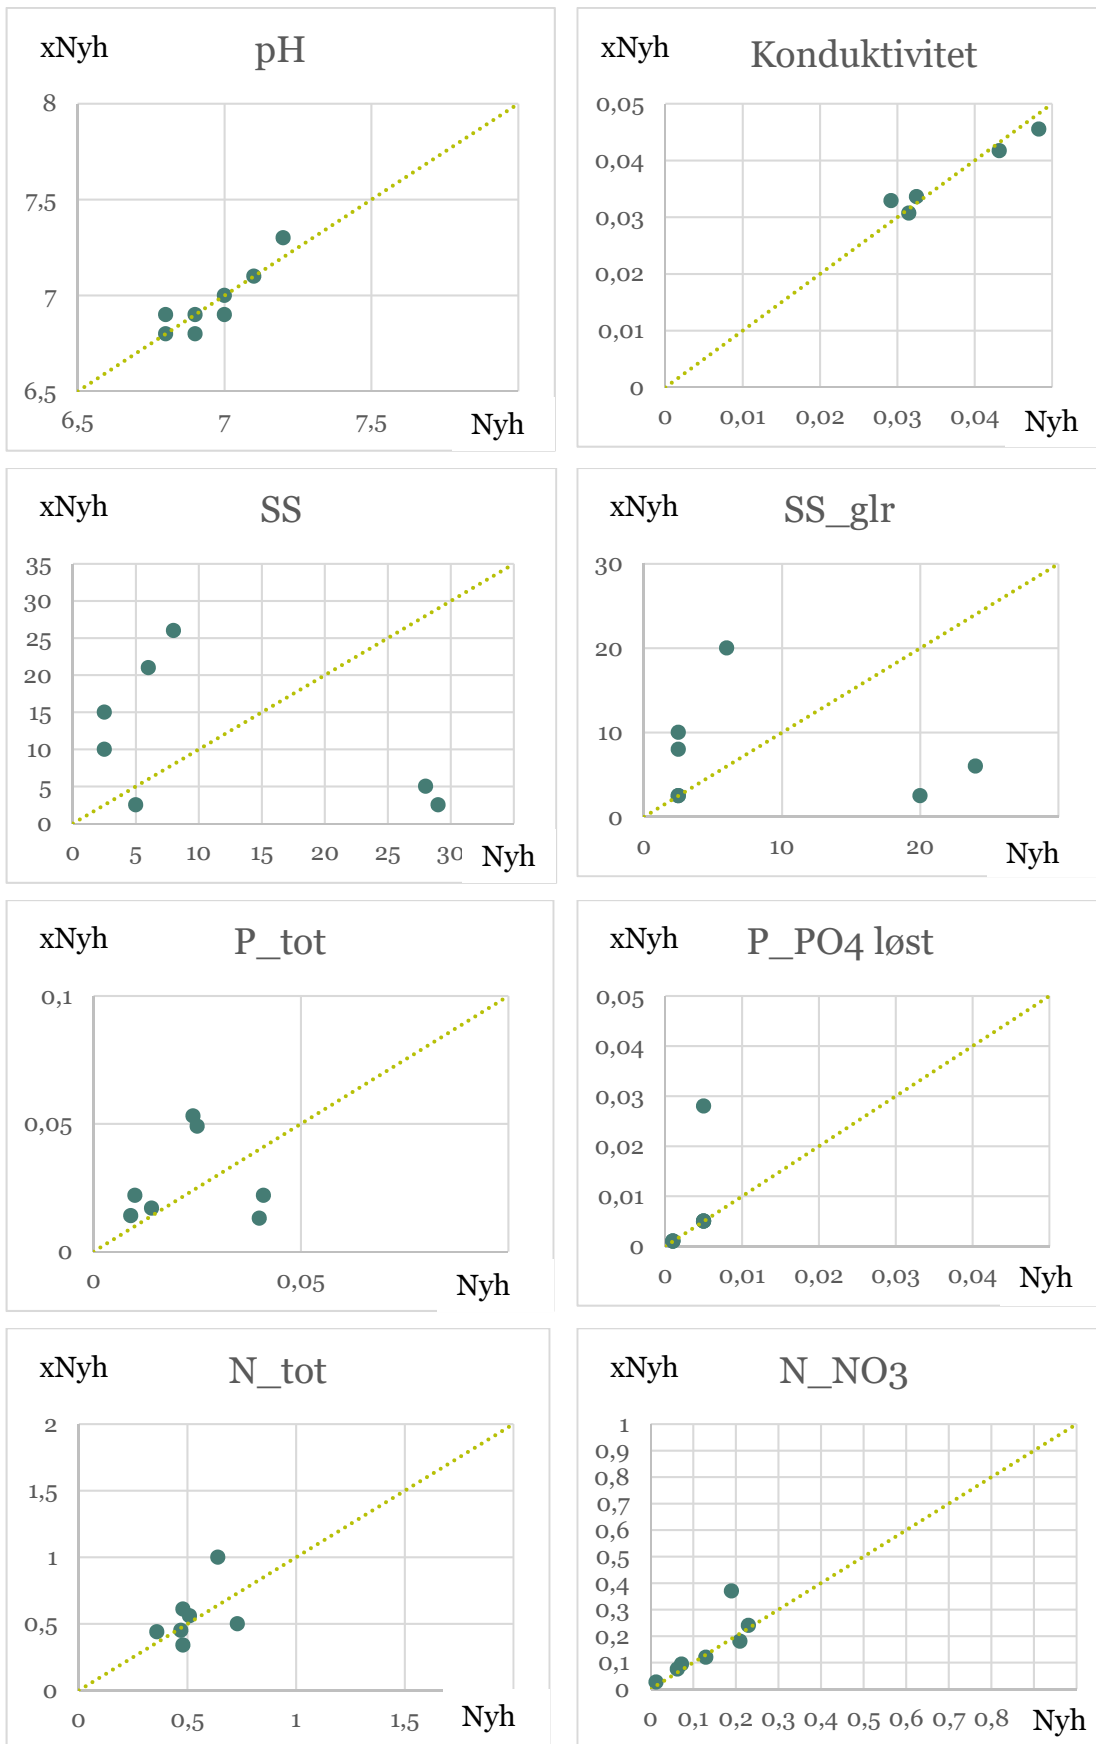 xNyh pH
8
7,5
7
6,5
6,5 7 7,5 Nyh
xNyh Konduktivitet
0,05
0,04
0,03
0,02
0,01
0
0 0,01 0,02 0,03 0,04 Nyh
xNyh SS
35
30
25
20
15
10
5
0
0 5 10 15 20 25 30 Nyh
xNyh SS_glr
30
20
10
0
0 10 20 Nyh
xNyh P_tot
0,1
0,05
0
0 0,05 Nyh
xNyh P_PO4 løst
0,05
0,04
0,03
0,02
0,01
0
0 0,01 0,02 0,03 0,04 Nyh
xNyh N_tot
2
1,5
1
0,5
0
0 0,5 1 1,5 Nyh
xNyh N_NO3
1
0,9
0,8
0,7
0,6
0,5
0,4
0,3
0,2
0,1
0
0 0,1 0,2 0,3 0,4 0,5 0,6 0,7 0,8 Nyh